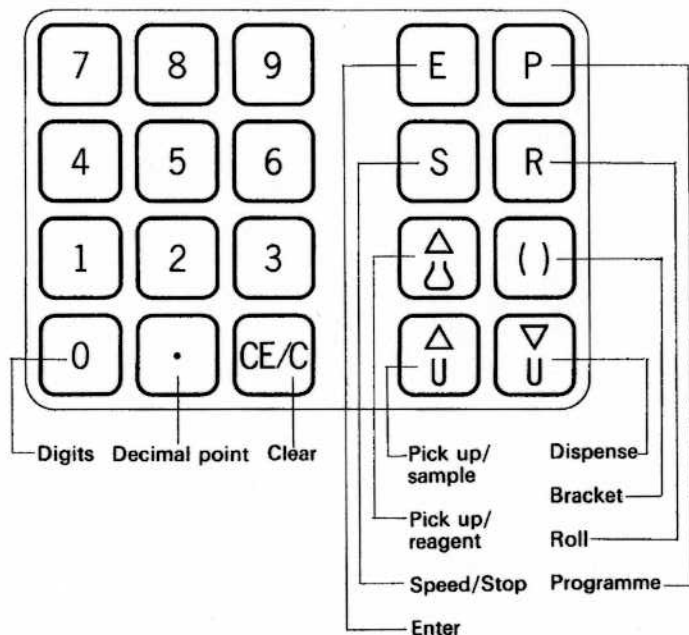 7 8 9 E P
4 5 6 S R
1 2 3 ( )
0 . CE/C U U
Digits Decimal point Clear
Pick up/
sample
Dispense
Bracket
Pick up/
reagent
Roll
Speed/Stop Programme
Enter